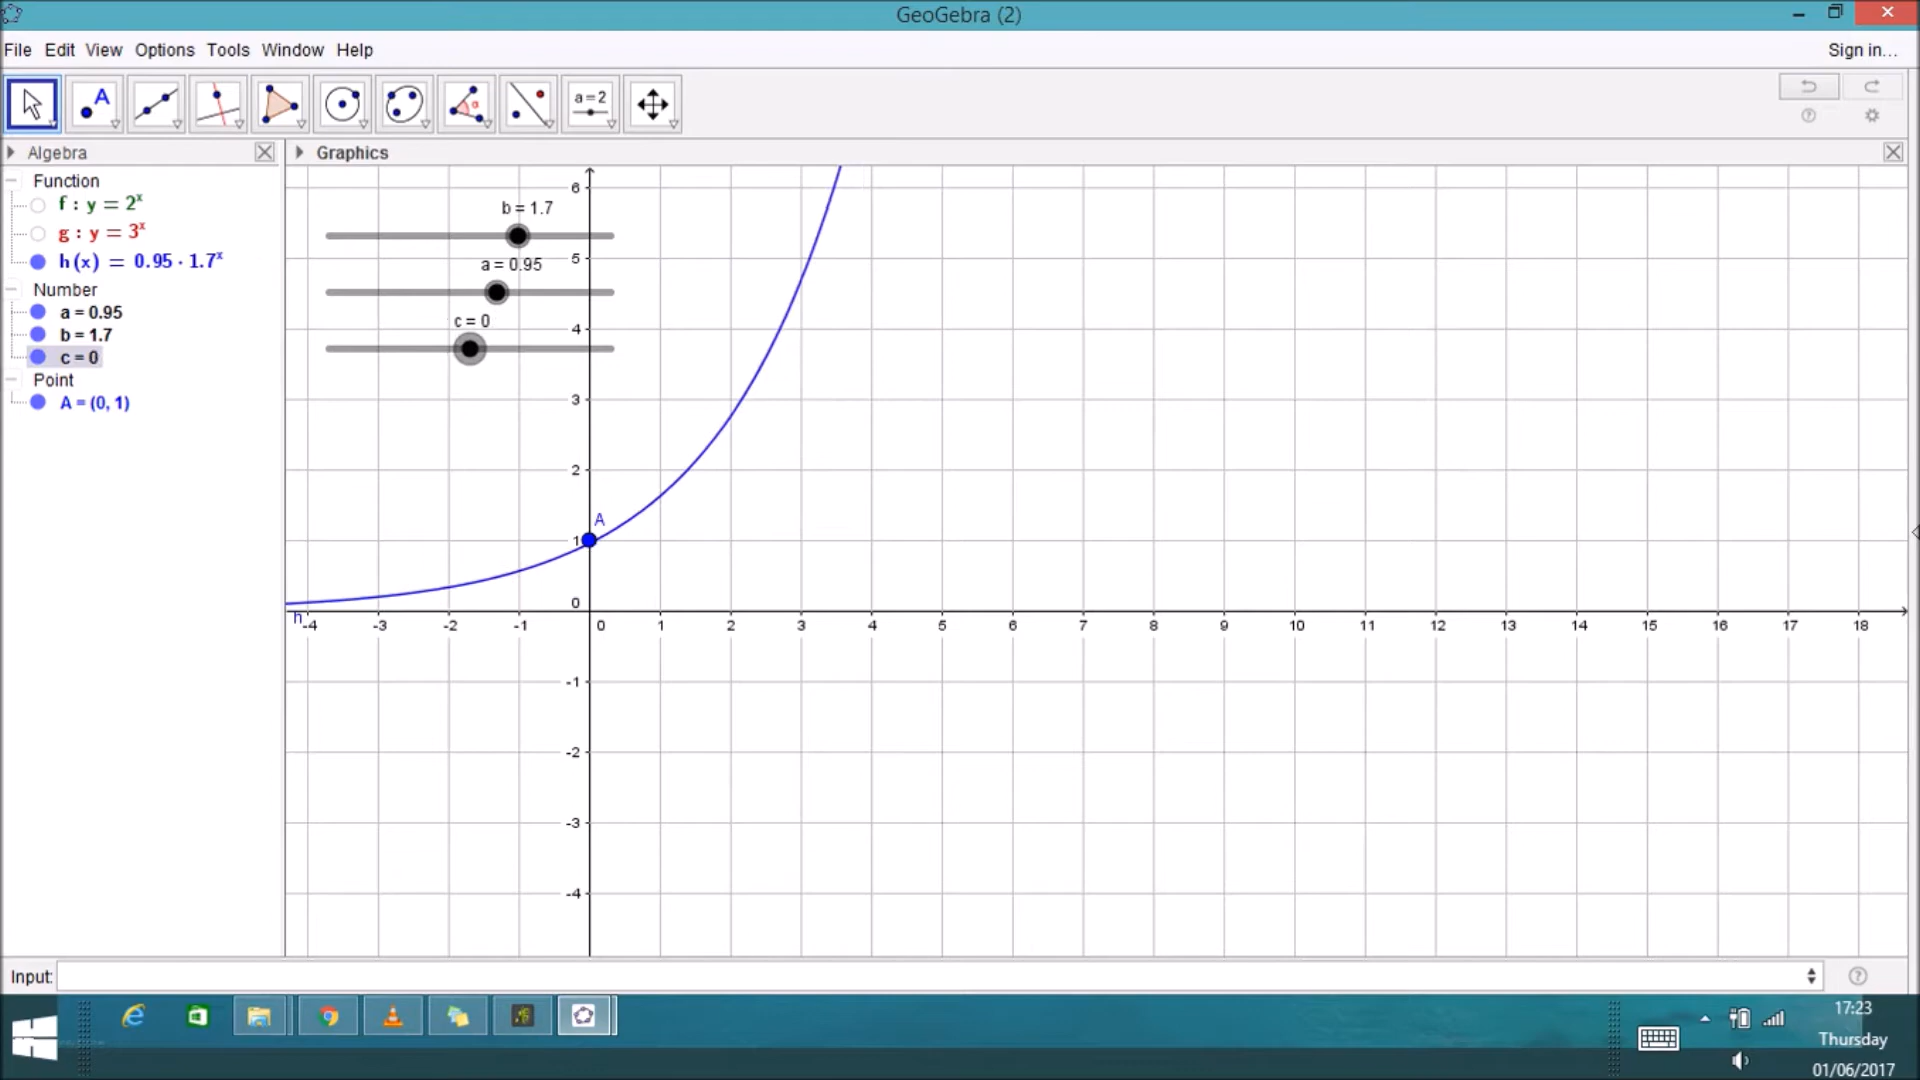 GeoGebra (2)
File Edit View Options Tools Window Help Sign in...
A α a=2
Algebra
Graphics
Function
f : y = 2ˣ
g : y = 3ˣ
h(x) = 0.95 · 1.7ˣ
Number
a = 0.95
b = 1.7
c = 0
Point
A = (0, 1)
b = 1.7
a = 0.95
c = 0
6
5
4
3
2
1
0
-1
-2
-3
-4
A
h
-4 -3 -2 -1 0 1 2 3 4 5 6 7 8 9 10 11 12 13 14 15 16 17 18
Input:
17:23
Thursday
01/06/2017